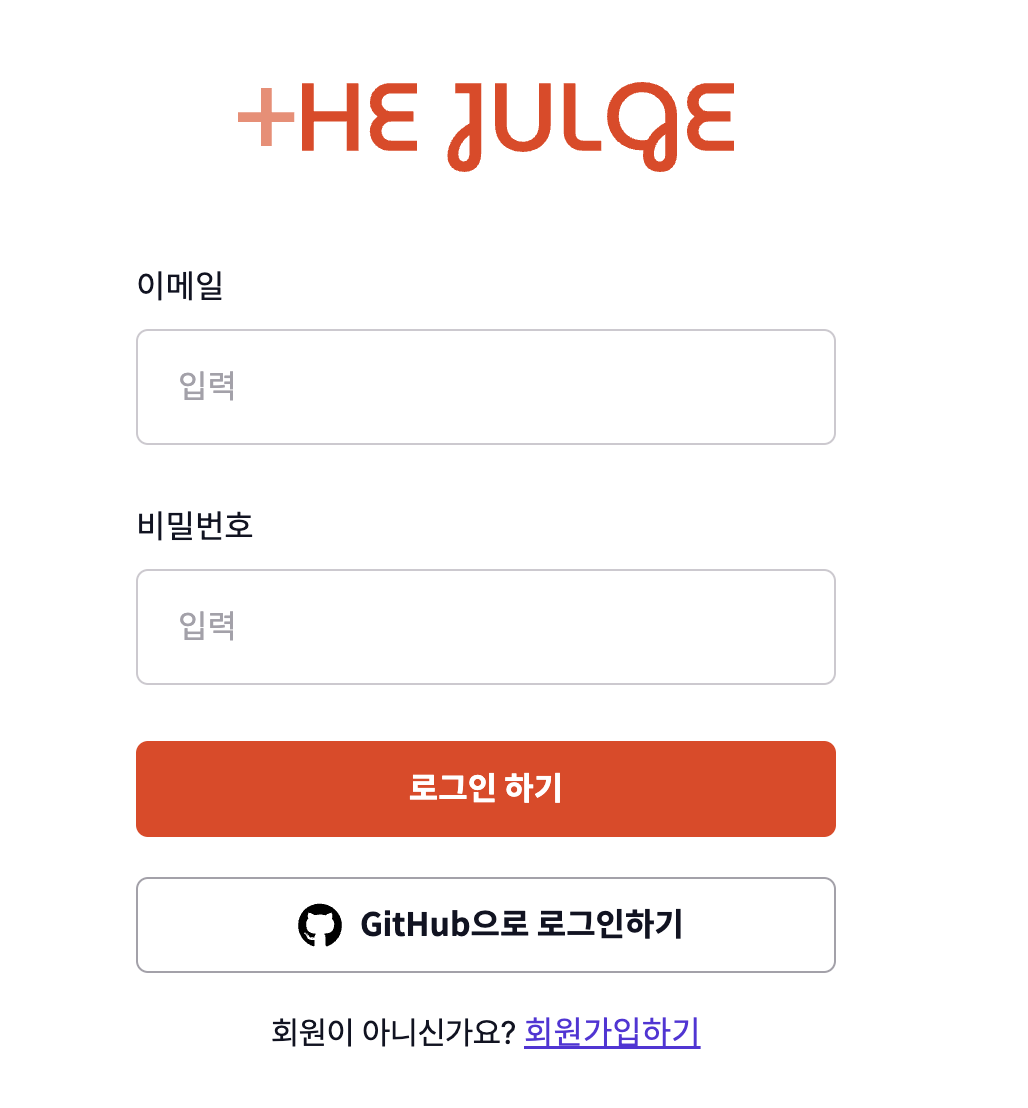 THE JULGE
이메일
입력
비밀번호
입력
로그인 하기
GitHub으로 로그인하기
회원이 아니신가요? 회원가입하기